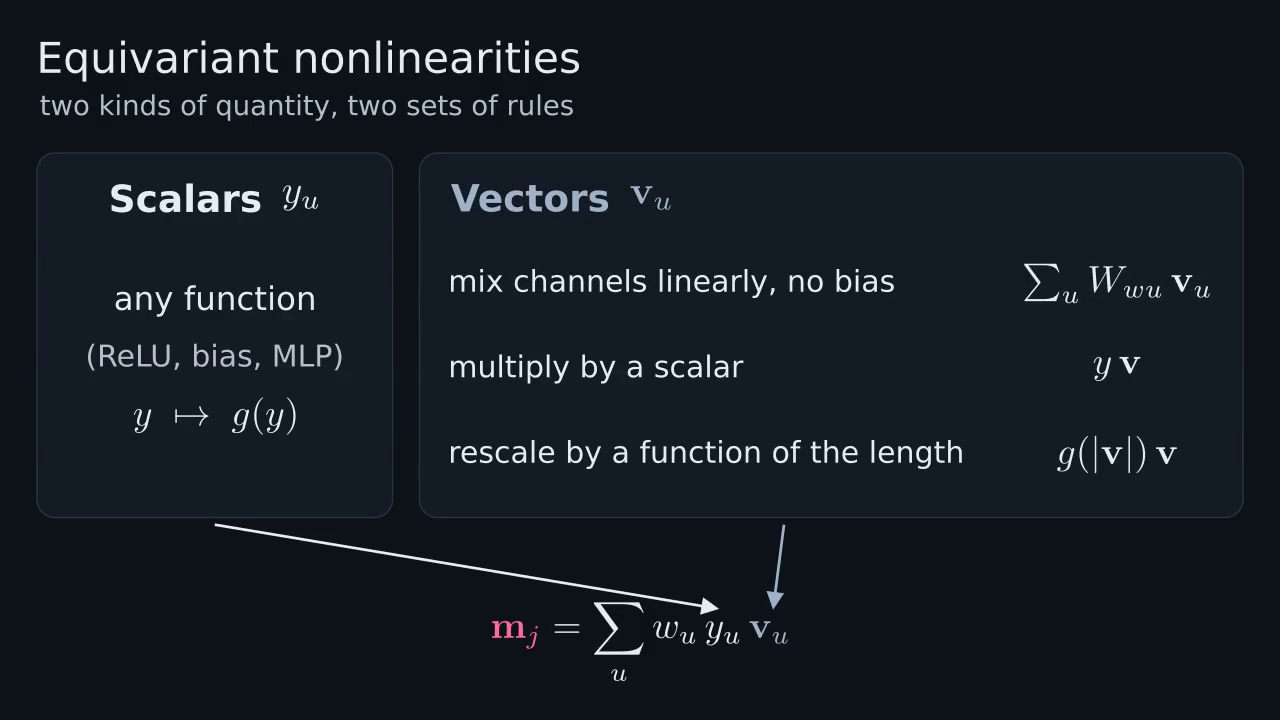 Equivariant nonlinearities
two kinds of quantity, two sets of rules
Scalars y_u
any function
(ReLU, bias, MLP)
y ↦ g(y)
Vectors 𝐯_u
mix channels linearly, no bias ∑_u W_{wu} 𝐯_u
multiply by a scalar y 𝐯
rescale by a function of the length g(|𝐯|) 𝐯
𝐦_j = ∑_u w_u y_u 𝐯_u